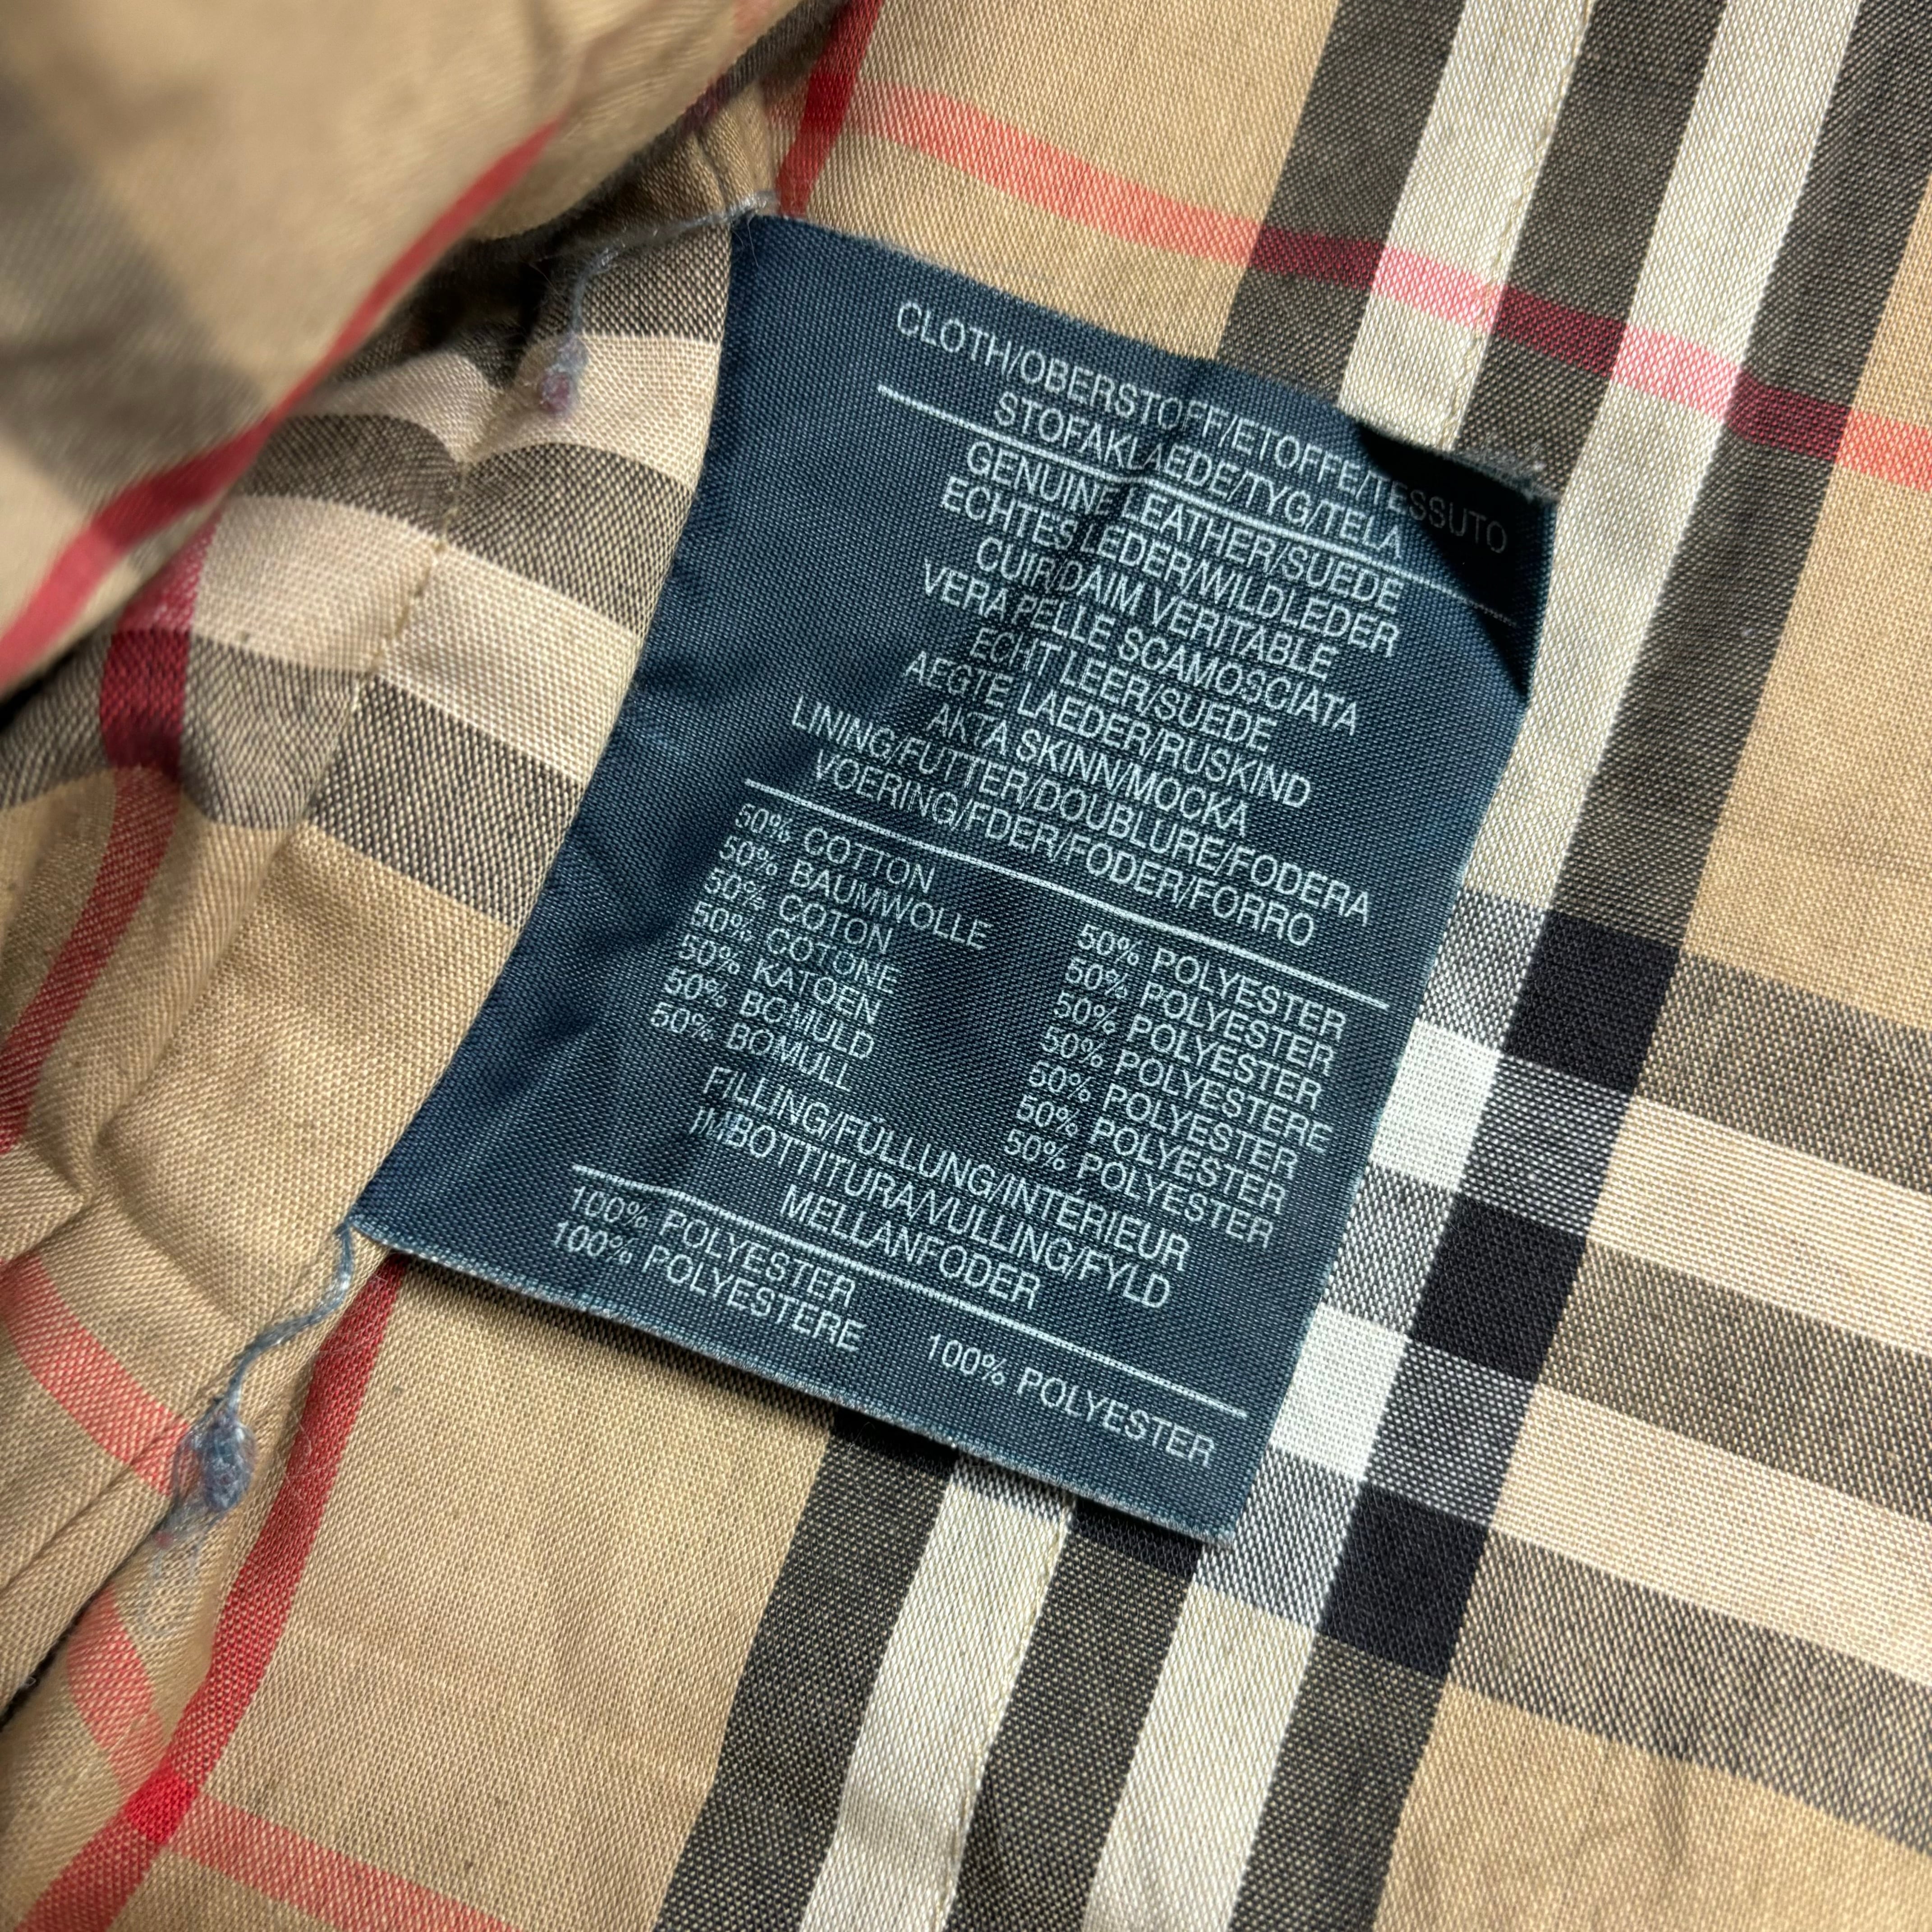 CLOTH/OBERSTOFF/ETOFFE/TESSUTO
STOFAKLAEDE/TYG/TELA
GENUINE LEATHER/SUEDE
ECHTES LEDER/WILDLEDER
CUIR/DAIM VERITABLE
VERA PELLE SCAMOSCIATA
ECHT LEER/SUEDE
AEGTE LAEDER/RUSKIND
AKTA SKINN/MOCKA
LINING/FUTTER/DOUBLURE/FODERA
VOERING/FDER/FODER/FORRO
50% COTTON 50% POLYESTER
50% BAUMWOLLE 50% POLYESTER
50% COTON 50% POLYESTER
50% COTONE 50% POLYESTERE
50% KATOEN 50% POLYESTER
50% BOMULD 50% POLYESTER
50% BOMULL 50% POLYESTER
FILLING/FÜLLUNG/INTÉRIEUR
IMBOTTITURA/VULLING/FYLD
MELLANFODER
100% POLYESTER 100% POLYESTER
100% POLYESTERE